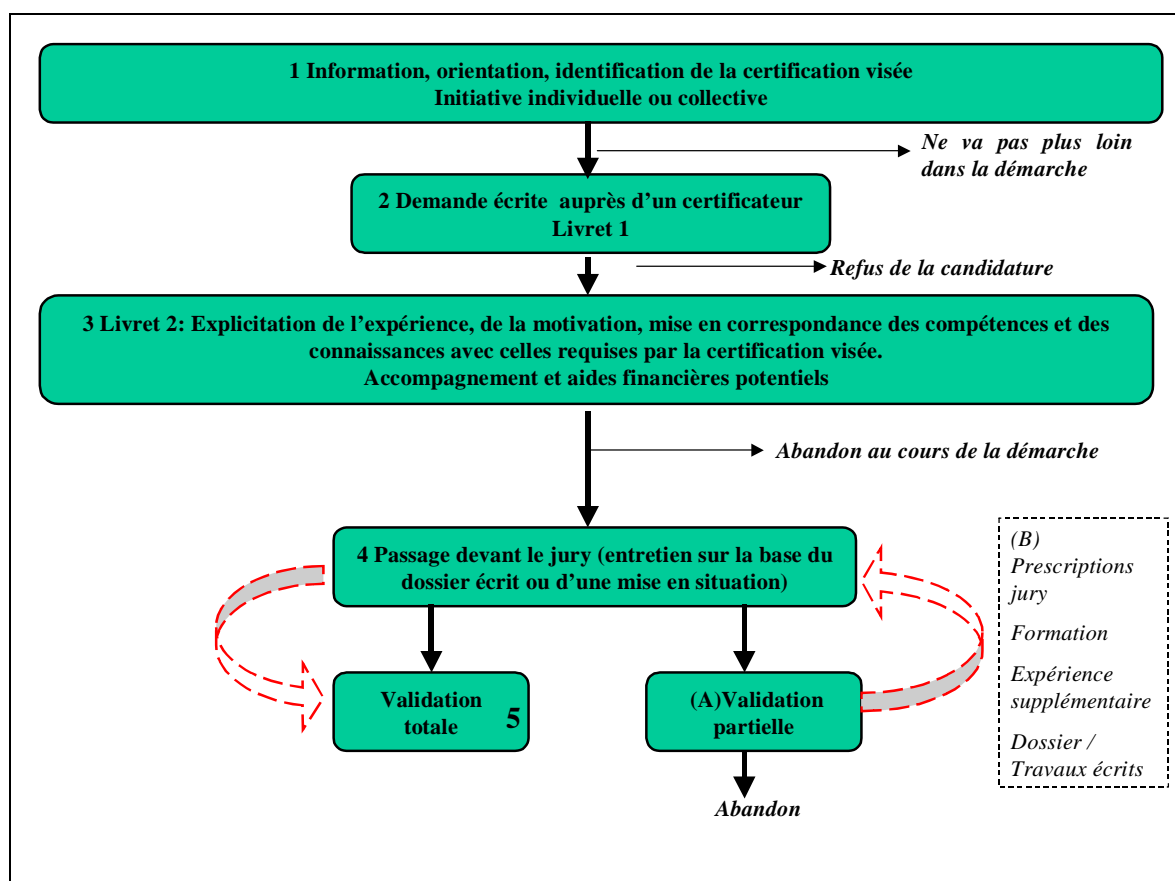 1 Information, orientation, identification de la certification visée
Initiative individuelle ou collective
Ne va pas plus loin
dans la démarche
2 Demande écrite auprès d'un certificateur
Livret 1
Refus de la candidature
3 Livret 2: Explicitation de l'expérience, de la motivation, mise en correspondance des compétences et des
connaissances avec celles requises par la certification visée.
Accompagnement et aides financières potentiels
Abandon au cours de la démarche
4 Passage devant le jury (entretien sur la base du
dossier écrit ou d'une mise en situation)
(B)
Prescriptions
jury
Formation
Expérience
supplémentaire
Dossier /
Travaux écrits
Validation
totale 5
(A)Validation
partielle
Abandon